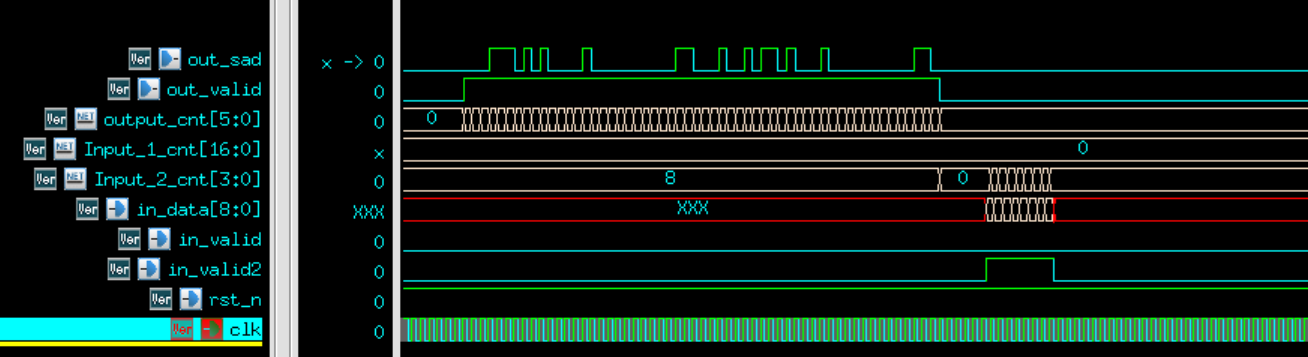 Ver out_sad x -> 0
Ver out_valid 0
Ver NET output_cnt[5:0] 0 0
Ver NET Input_1_cnt[16:0] x 0
Ver NET Input_2_cnt[3:0] 0 8 0
Ver in_data[8:0] XXX XXX
Ver in_valid 0
Ver in_valid2 0
Ver rst_n 0
Ver clk 0